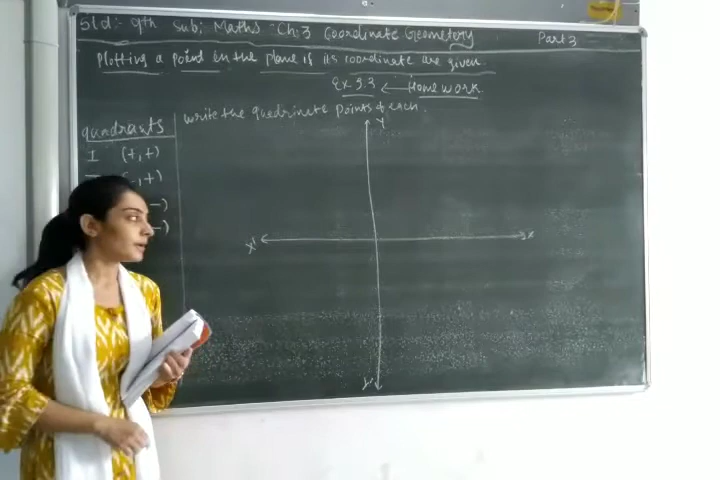 Std:- 9th Sub: Maths Ch:3 Coordinate Geometery Part 3
Plotting a point in the plane if its coordinate are given.
Ex 3.3 ← Home work
quadrants
write the quadrinate points of each.
I (+,+)
,+)
-)
-)
Y
X'
X
Y'